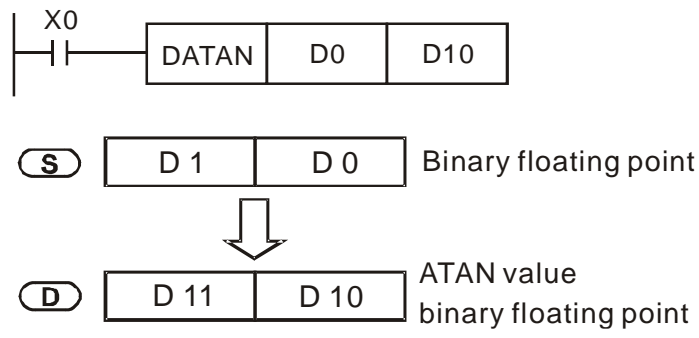 X0
DATAN D0 D10
S D 1 D 0 Binary floating point
D D 11 D 10 ATAN value
binary floating point